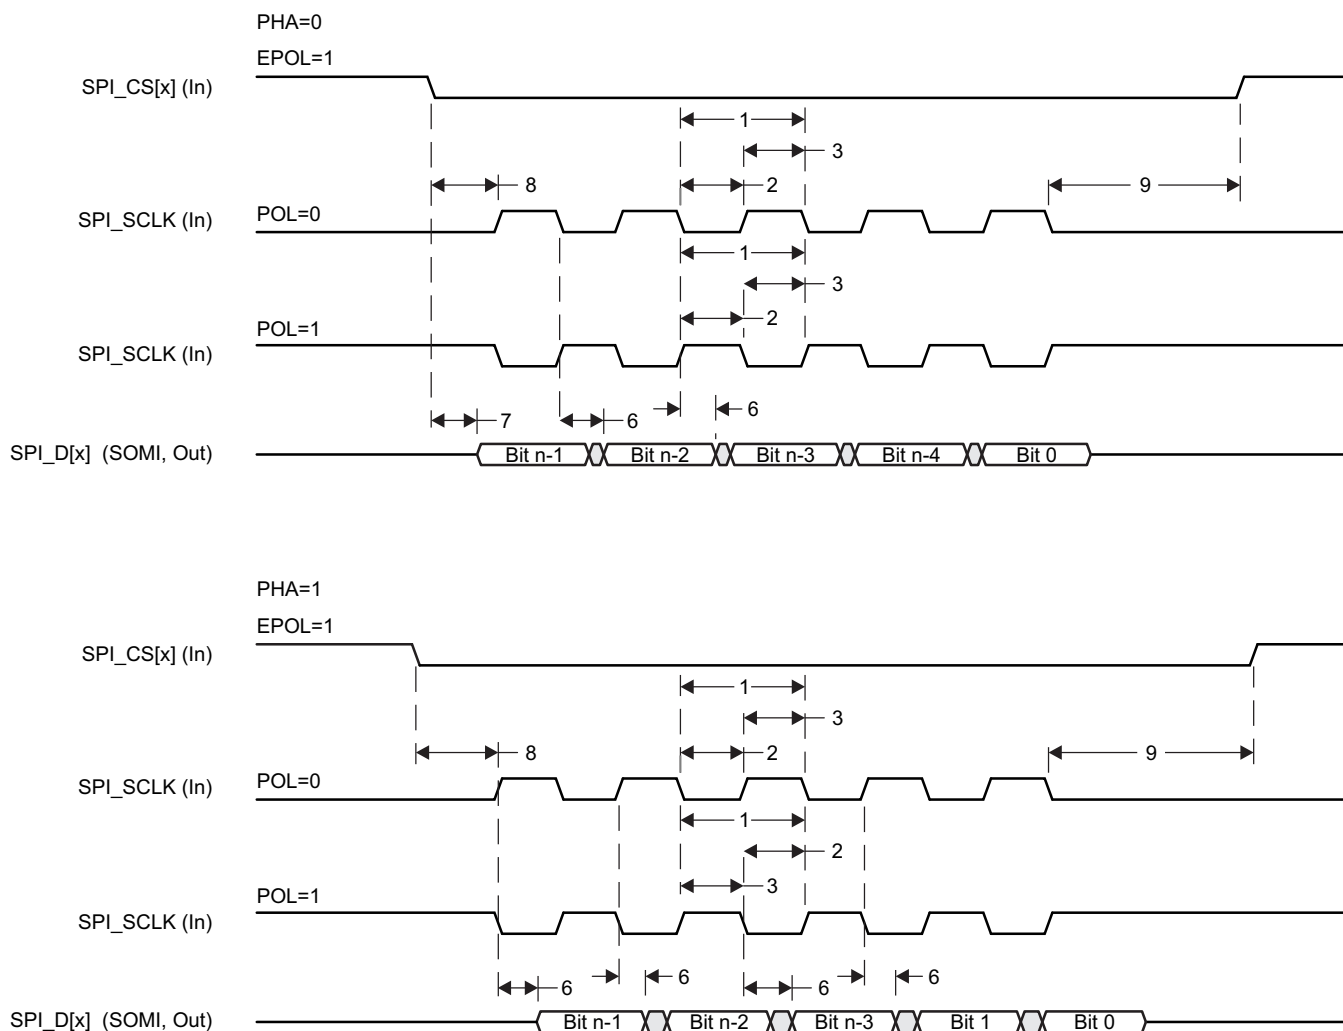 PHA=0
EPOL=1
SPI_CS[x] (In)
1
3
8
2
9
POL=0
SPI_SCLK (In)
1
3
2
POL=1
SPI_SCLK (In)
7
6
6
SPI_D[x] (SOMI, Out)
Bit n-1
Bit n-2
Bit n-3
Bit n-4
Bit 0
PHA=1
EPOL=1
SPI_CS[x] (In)
1
3
8
2
9
POL=0
SPI_SCLK (In)
1
2
3
POL=1
SPI_SCLK (In)
6
6
6
6
SPI_D[x] (SOMI, Out)
Bit n-1
Bit n-2
Bit n-3
Bit 1
Bit 0